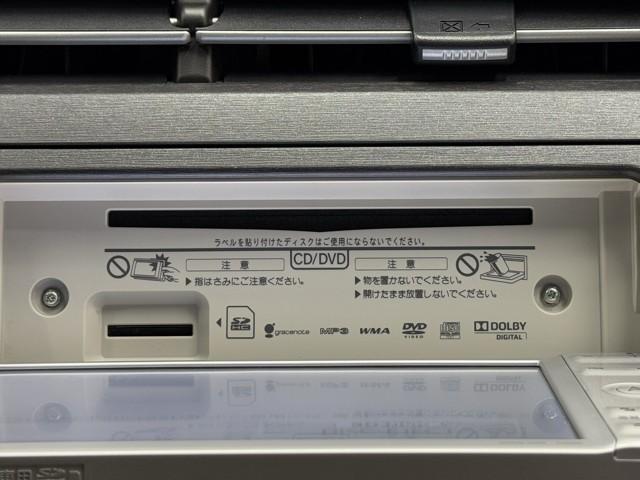 ラベルを貼り付けたディスクはご使用にならないでください。
注意 CD/DVD 注意
▶指はさみにご注意ください。 ▶物を置かないでください。
▶開けたまま放置しないでください。
SD HC gracenote MP3 WMA DVD VIDEO DOLBY DIGITAL